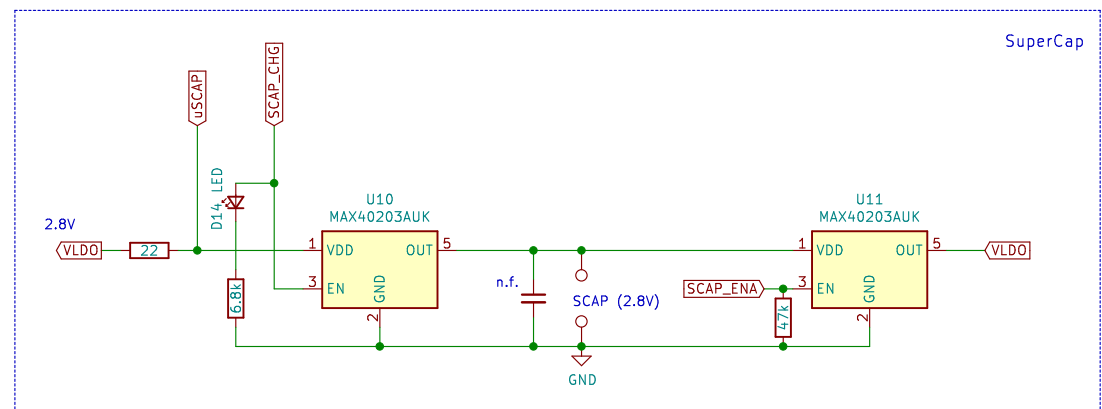 SuperCap
uSCAP
SCAP_CHG
D14 LED
U10
MAX40203AUK
U11
MAX40203AUK
2.8V
VLDO
22
1
VDD
OUT
5
1
VDD
OUT
5
VLDO
3
EN
GND
2
6.8k
n.f.
SCAP (2.8V)
SCAP_ENA
3
EN
GND
2
47k
GND